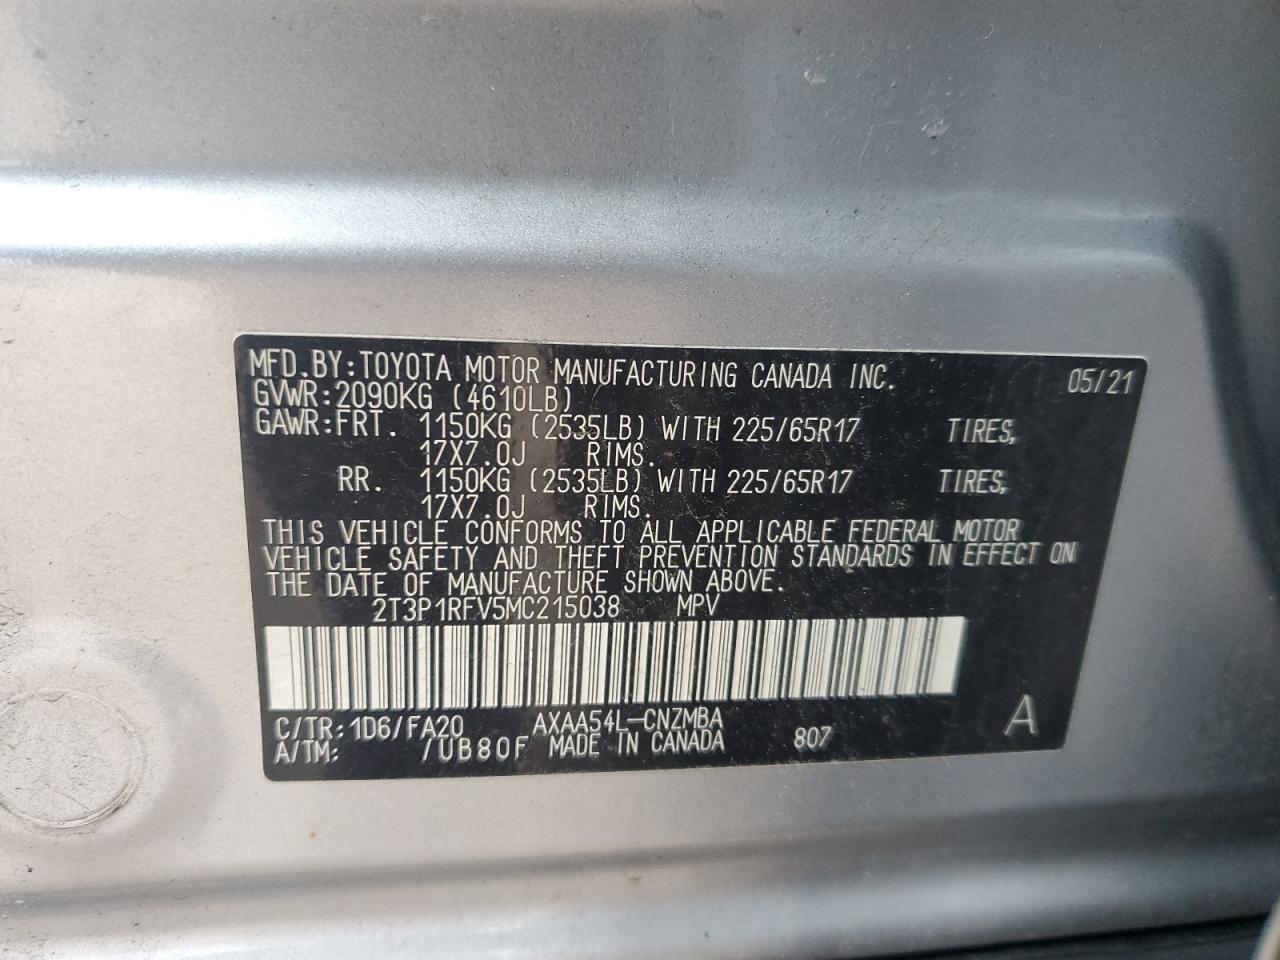 MFD.BY:TOYOTA MOTOR MANUFACTURING CANADA INC. 05/21
GVWR:2090KG (4610LB)
GAWR:FRT. 1150KG (2535LB) WITH 225/65R17 TIRES,
17X7.0J RIMS.
RR. 1150KG (2535LB) WITH 225/65R17 TIRES,
17X7.0J RIMS.
THIS VEHICLE CONFORMS TO ALL APPLICABLE FEDERAL MOTOR
VEHICLE SAFETY AND THEFT PREVENTION STANDARDS IN EFFECT ON
THE DATE OF MANUFACTURE SHOWN ABOVE.
2T3P1RFV5MC215038 MPV
C/TR:1D6/FA20 AXAA54L-CNZMBA A
A/TM: /UB80F MADE IN CANADA 807